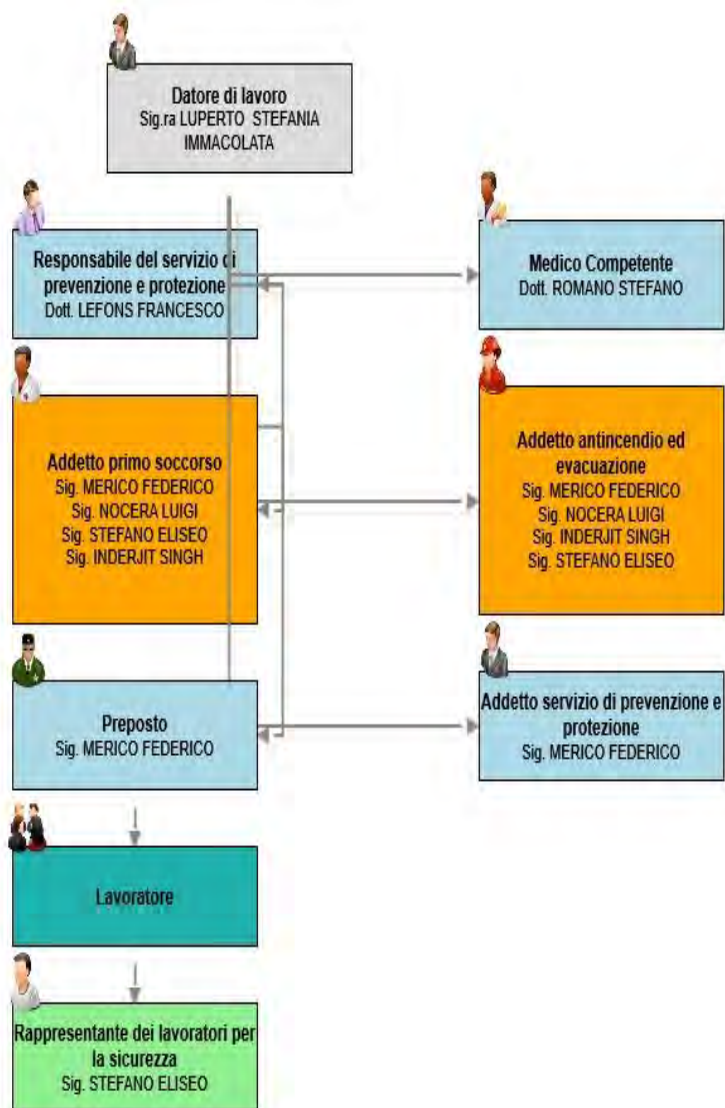 Datore di lavoro
Sig.ra LUPERTO STEFANIA
IMMACOLATA
Responsabile del servizio di
prevenzione e protezione
Dott. LEFONS FRANCESCO
Medico Competente
Dott. ROMANO STEFANO
Addetto primo soccorso
Sig. MERICO FEDERICO
Sig. NOCERA LUIGI
Sig. STEFANO ELISEO
Sig. INDERJIT SINGH
Addetto antincendio ed
evacuazione
Sig. MERICO FEDERICO
Sig. NOCERA LUIGI
Sig. INDERJIT SINGH
Sig. STEFANO ELISEO
Preposto
Sig. MERICO FEDERICO
Addetto servizio di prevenzione e
protezione
Sig. MERICO FEDERICO
Lavoratore
Rappresentante dei lavoratori per
la sicurezza
Sig. STEFANO ELISEO